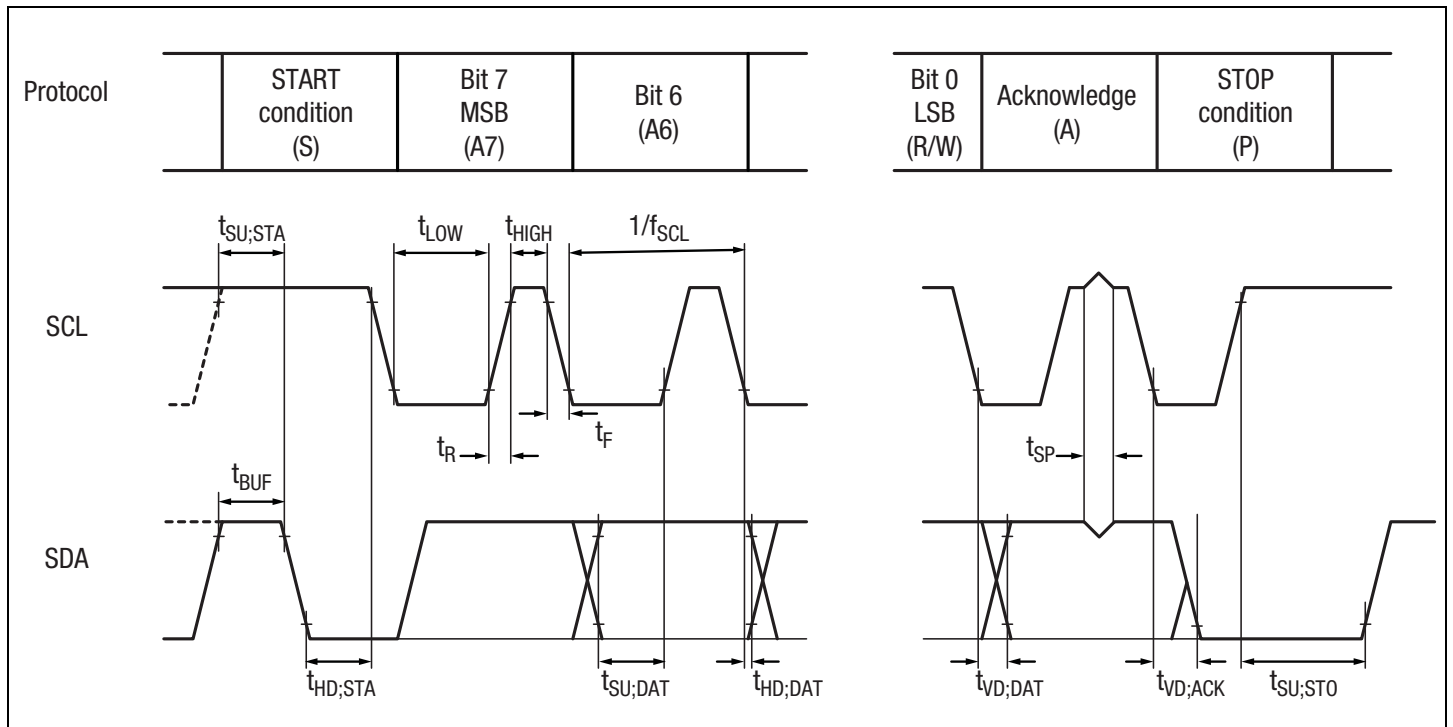 Protocol
START
condition
(S)
Bit 7
MSB
(A7)
Bit 6
(A6)
Bit 0
LSB
(R/W)
Acknowledge
(A)
STOP
condition
(P)
tSU;STA
tLOW
tHIGH
1/fSCL
SCL
tR
tF
tSP
tBUF
SDA
tHD;STA
tSU;DAT
tHD;DAT
tVD;DAT
tVD;ACK
tSU;STO